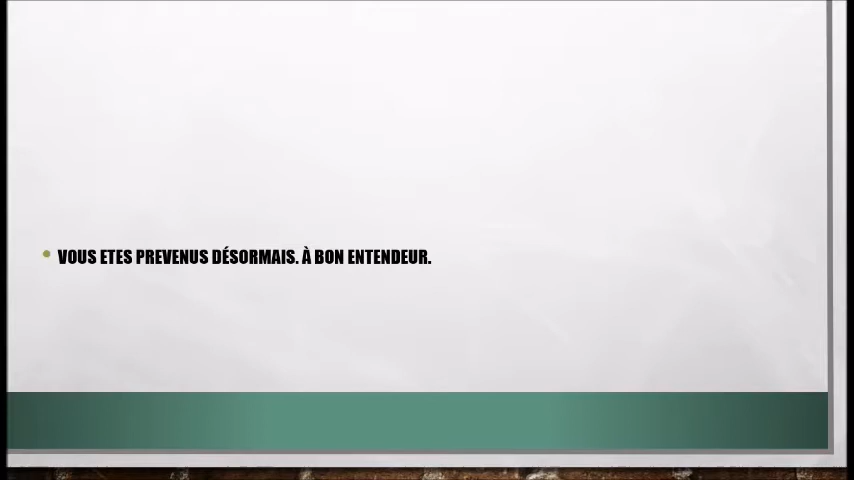 VOUS ETES PREVENUS DÉSORMAIS. À BON ENTENDEUR.